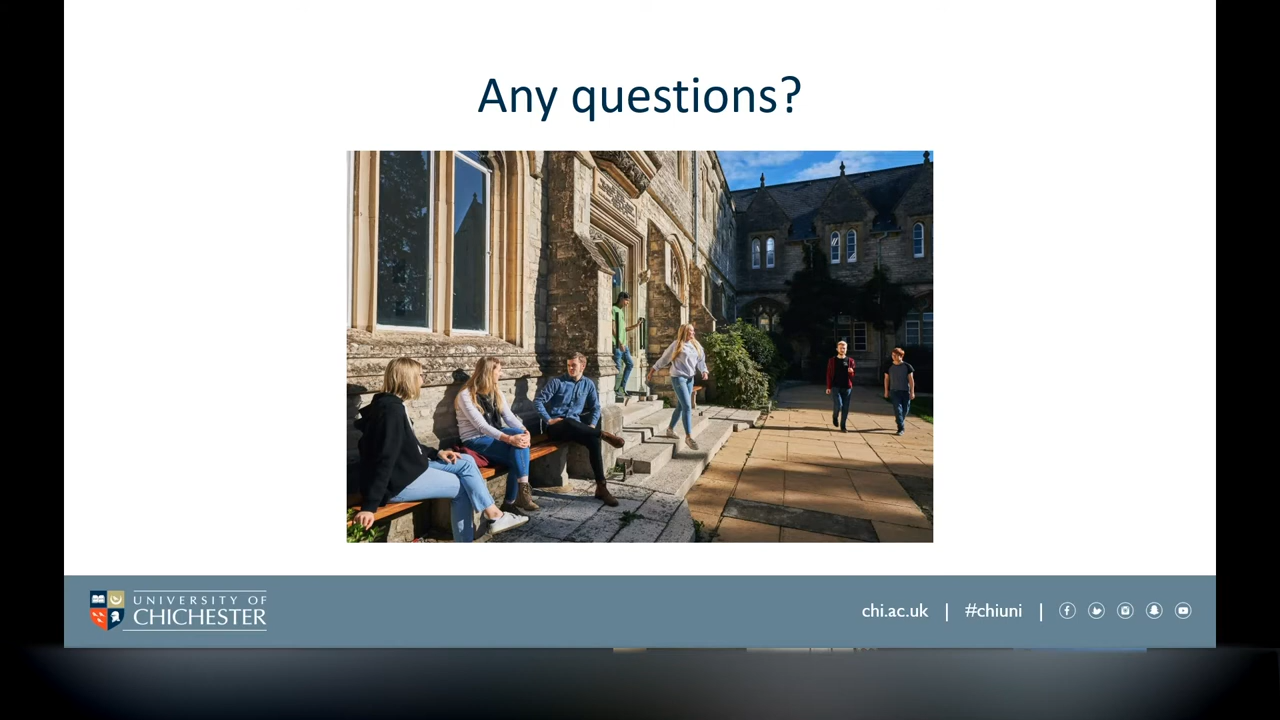 Any questions?
UNIVERSITY OF
CHICHESTER
chi.ac.uk | #chiuni |